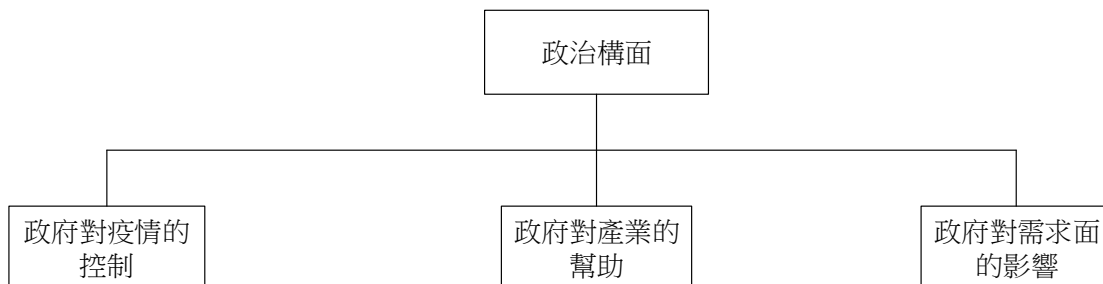 政治構面
政府對疫情的
控制
政府對產業的
幫助
政府對需求面
的影響